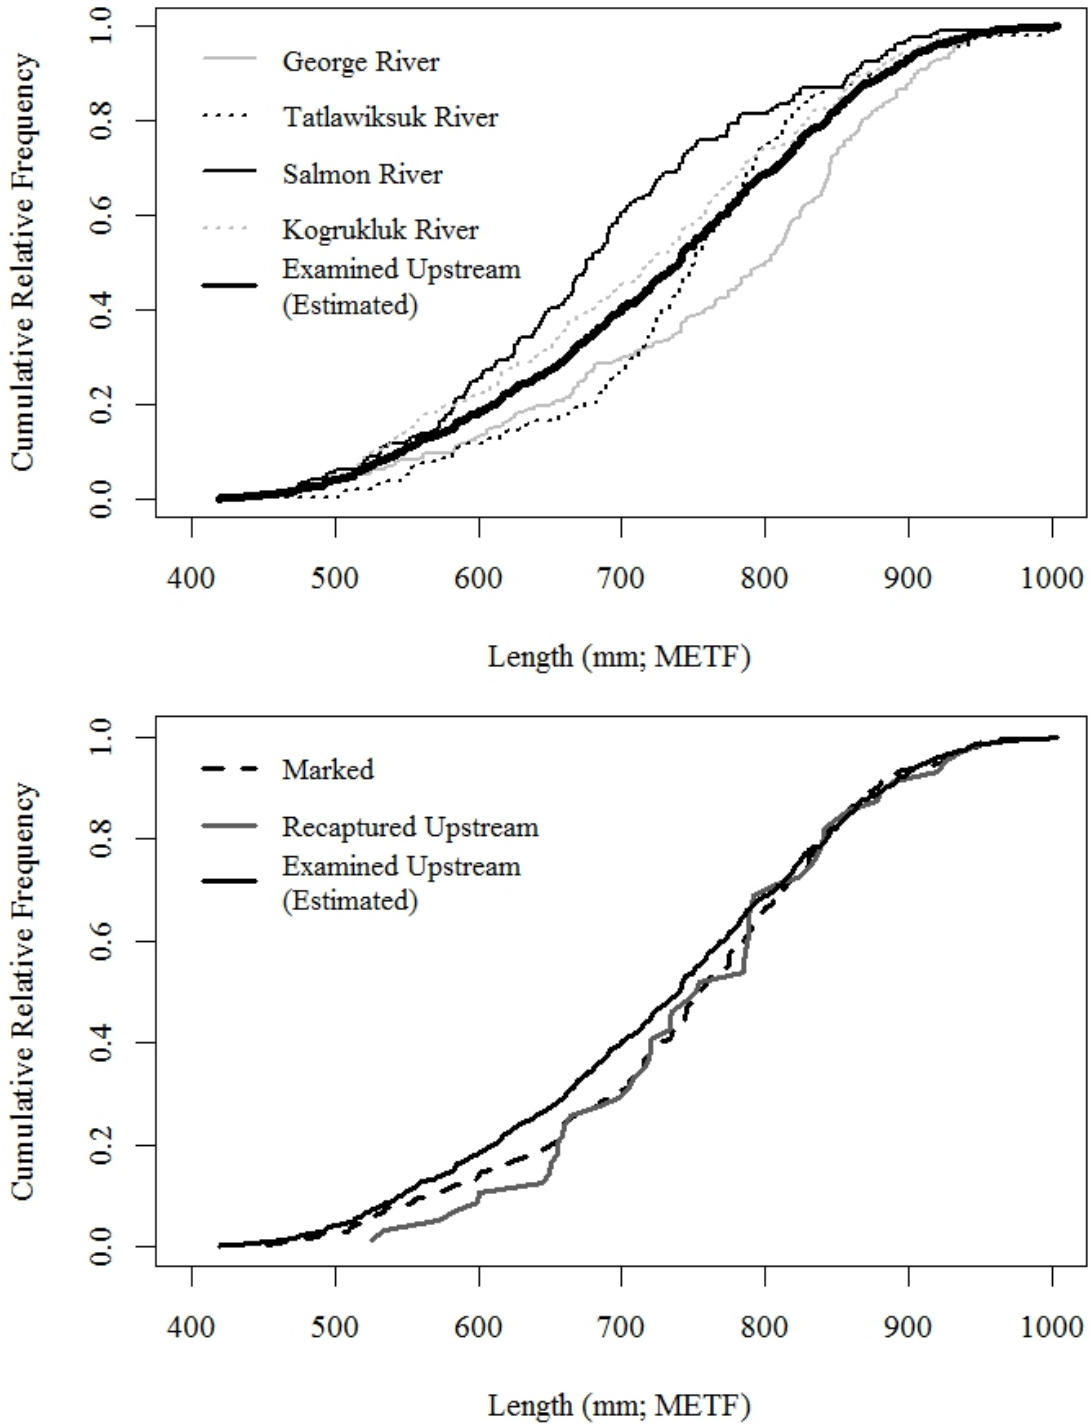 1.0
0.8
0.6
0.4
0.2
0.0
Cumulative Relative Frequency
George River
Tatlawiksuk River
Salmon River
Kogrukluk River
Examined Upstream
(Estimated)
400 500 600 700 800 900 1000
Length (mm; METF)
1.0
0.8
0.6
0.4
0.2
0.0
Cumulative Relative Frequency
Marked
Recaptured Upstream
Examined Upstream
(Estimated)
400 500 600 700 800 900 1000
Length (mm; METF)